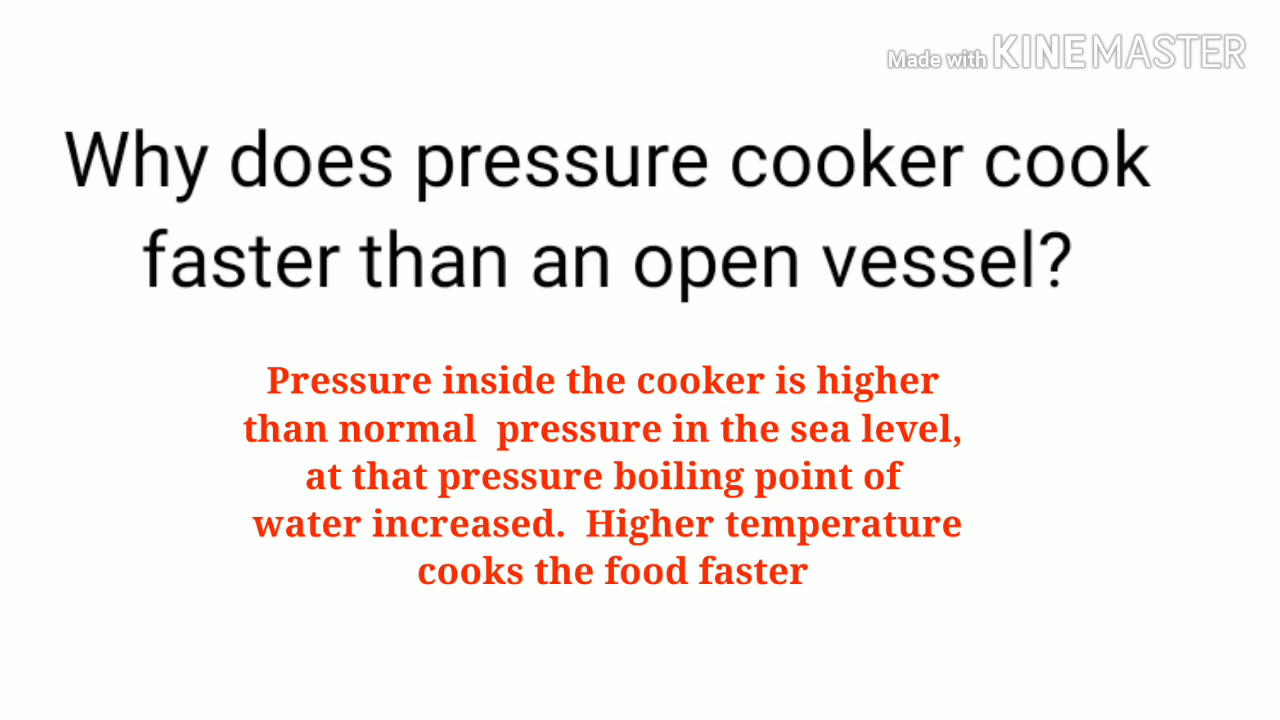 Made with KINEMASTER
Why does pressure cooker cook
faster than an open vessel?
Pressure inside the cooker is higher
than normal  pressure in the sea level,
at that pressure boiling point of
water increased.  Higher temperature
cooks the food faster